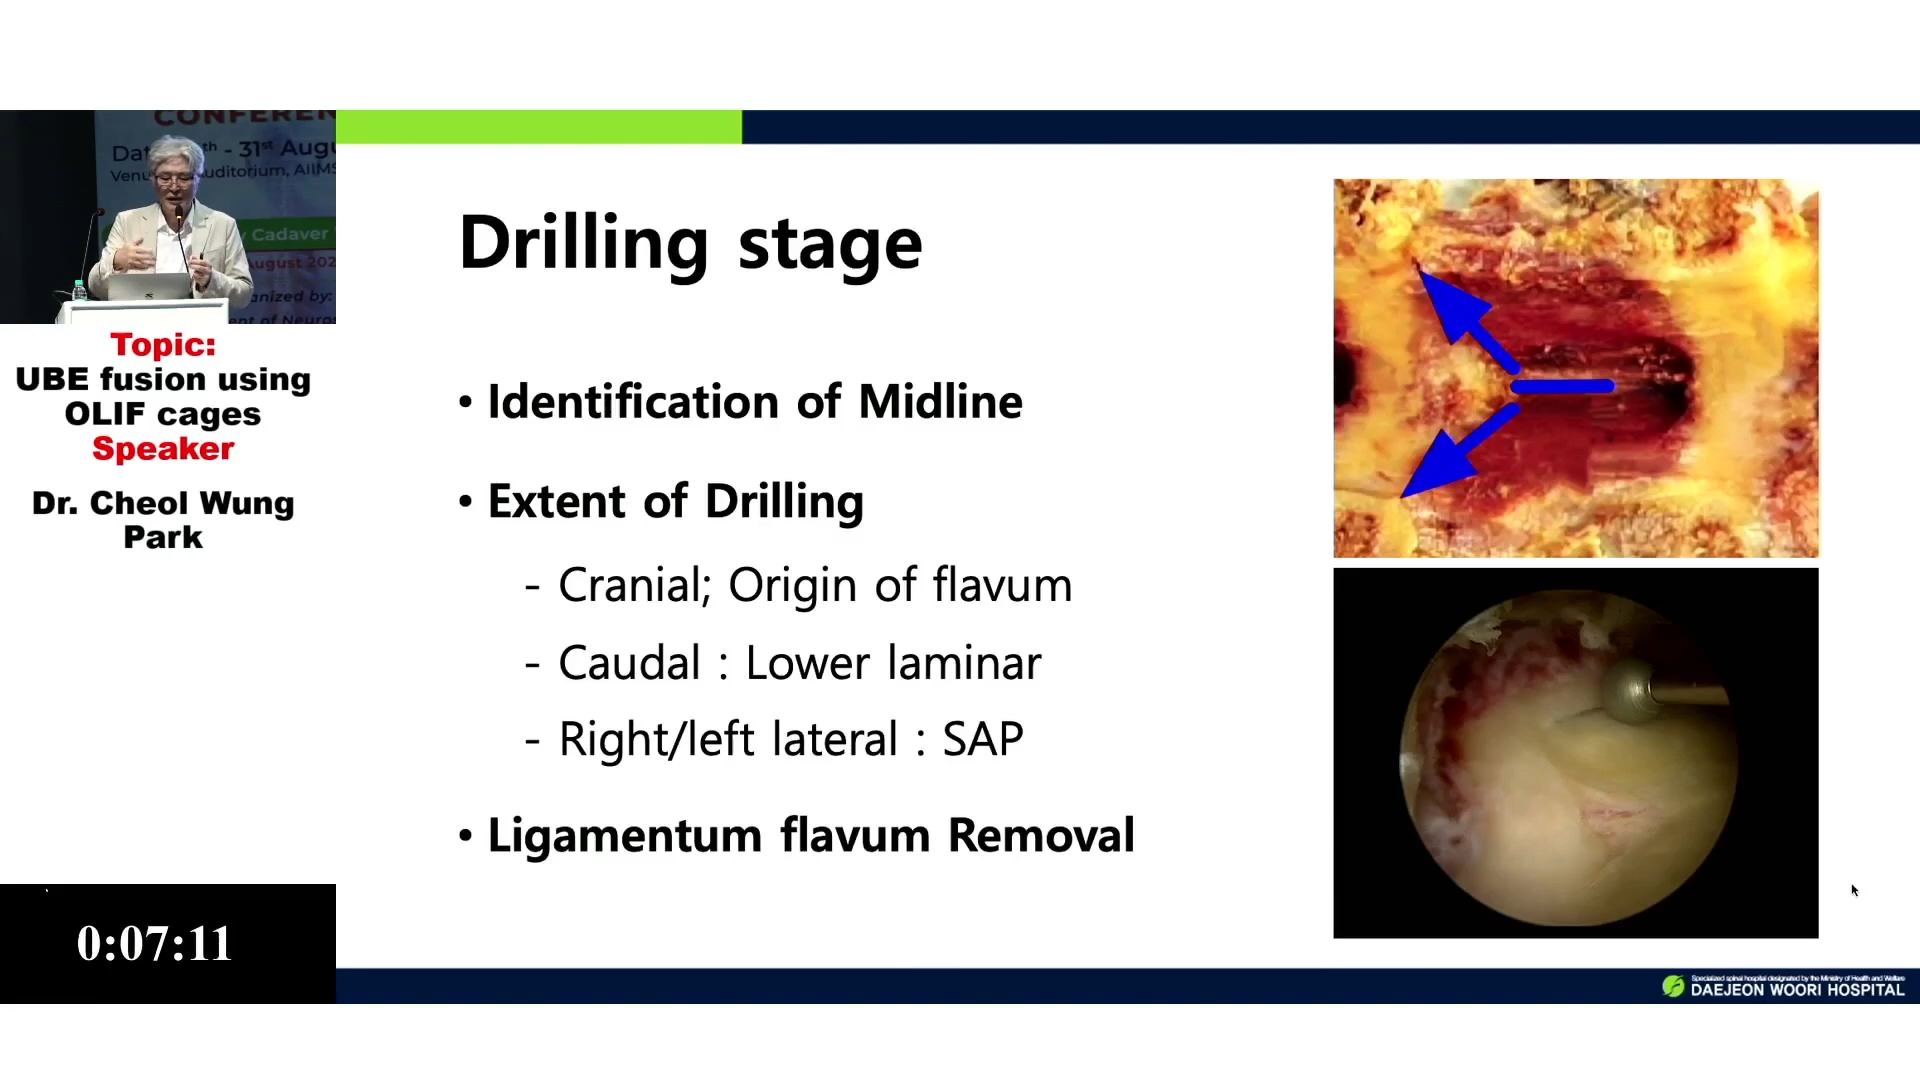 CONFEREN
Dat th - 31st Augu
Venu uditorium, AIIMS
Cadaver
ugust 202
anized by:
ent of Neuros
Topic:
UBE fusion using
OLIF cages
Speaker
Dr. Cheol Wung
Park
0:07:11
Drilling stage
• Identification of Midline
• Extent of Drilling
- Cranial; Origin of flavum
- Caudal : Lower laminar
- Right/left lateral : SAP
• Ligamentum flavum Removal
Specialized spinal hospital designated by the Ministry of Health and Welfare
DAEJEON WOORI HOSPITAL